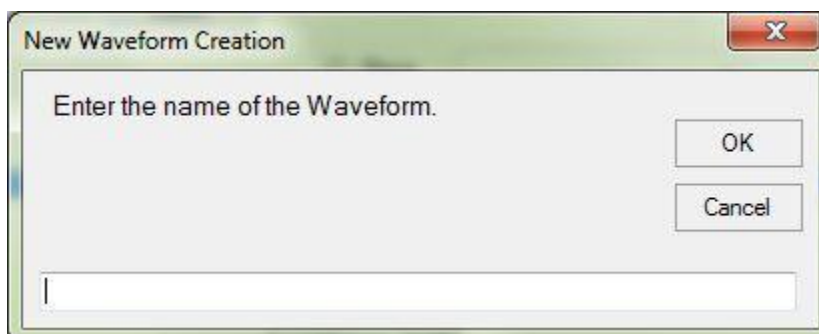 New Waveform Creation
Enter the name of the Waveform.
OK
Cancel